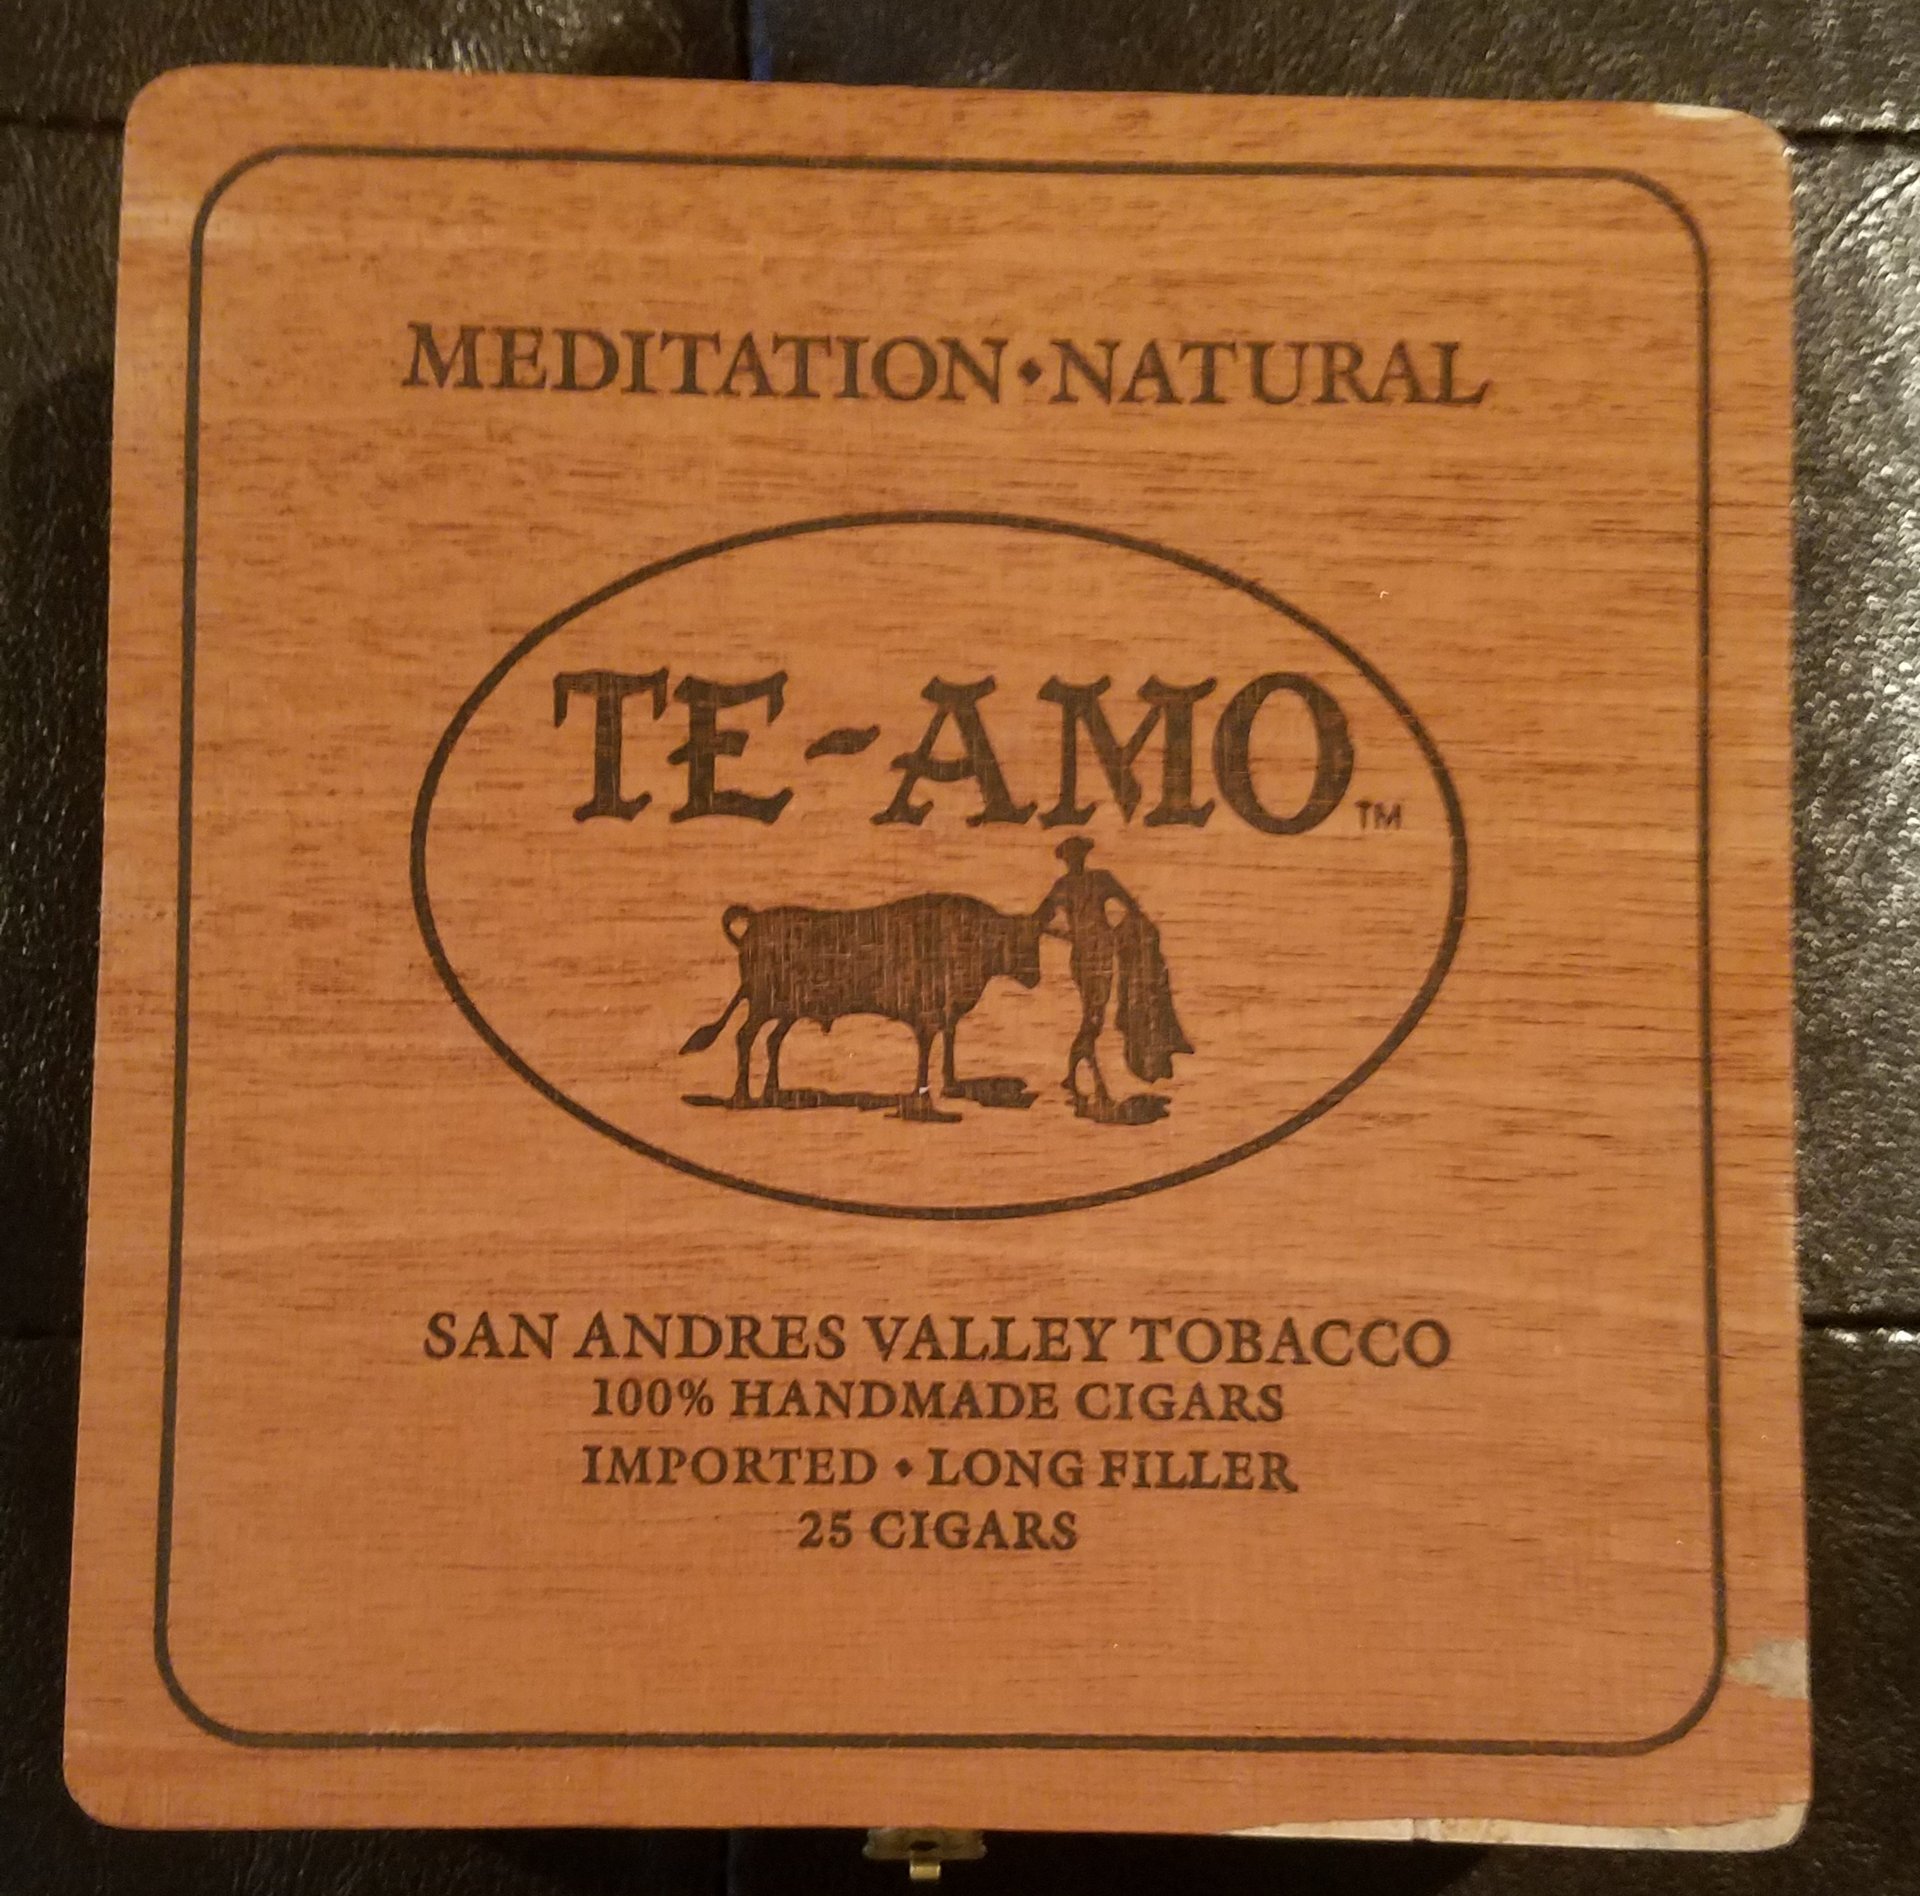 MEDITATION⬩NATURAL
TE-AMO™
SAN ANDRES VALLEY TOBACCO
100% HANDMADE CIGARS
IMPORTED ⬩ LONG FILLER
25 CIGARS